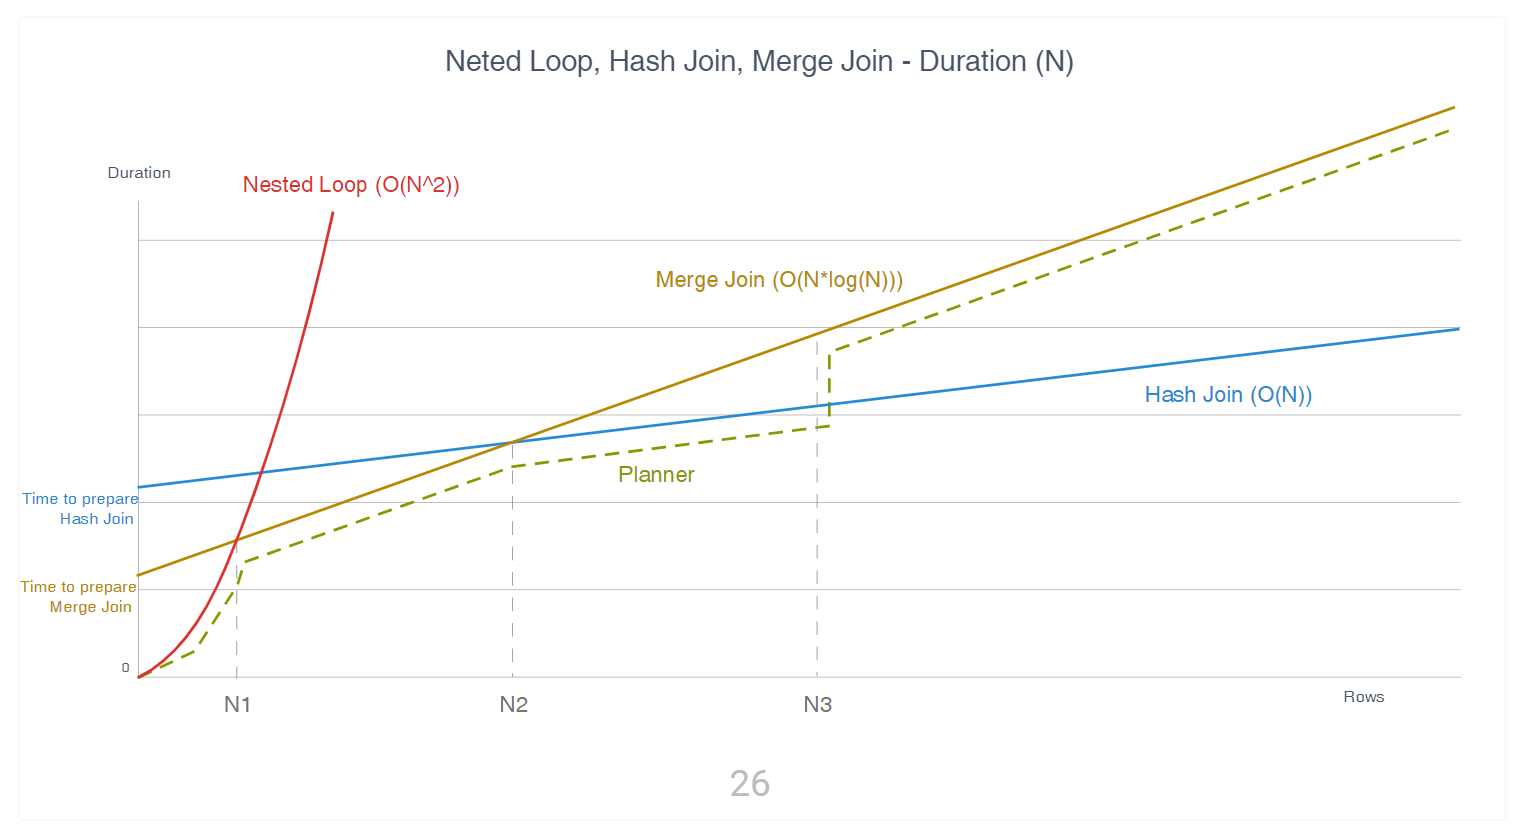 Neted Loop, Hash Join, Merge Join - Duration (N)
Duration
Nested Loop (O(N^2))
Merge Join (O(N*log(N)))
Hash Join (O(N))
Planner
Time to prepare
Hash Join
Time to prepare
Merge Join
0
N1
N2
N3
Rows
26